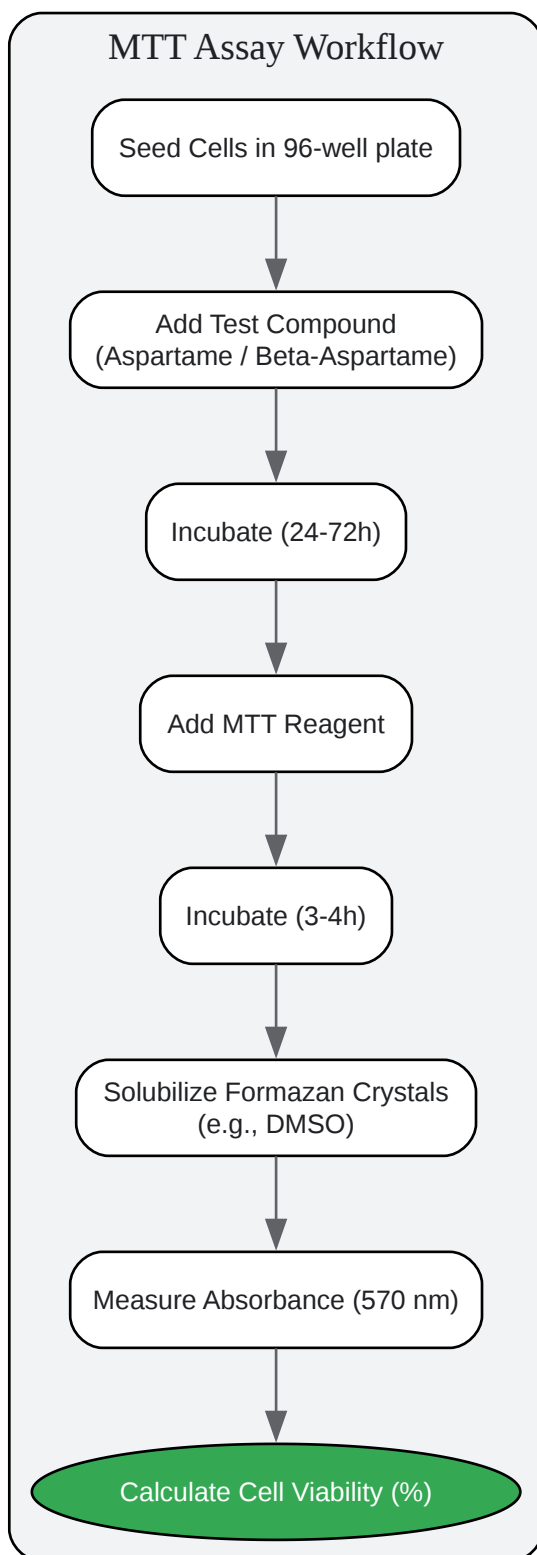 MTT Assay Workflow
Seed Cells in 96-well plate
Add Test Compound
(Aspartame / Beta-Aspartame)
Incubate (24-72h)
Add MTT Reagent
Incubate (3-4h)
Solubilize Formazan Crystals
(e.g., DMSO)
Measure Absorbance (570 nm)
Calculate Cell Viability (%)